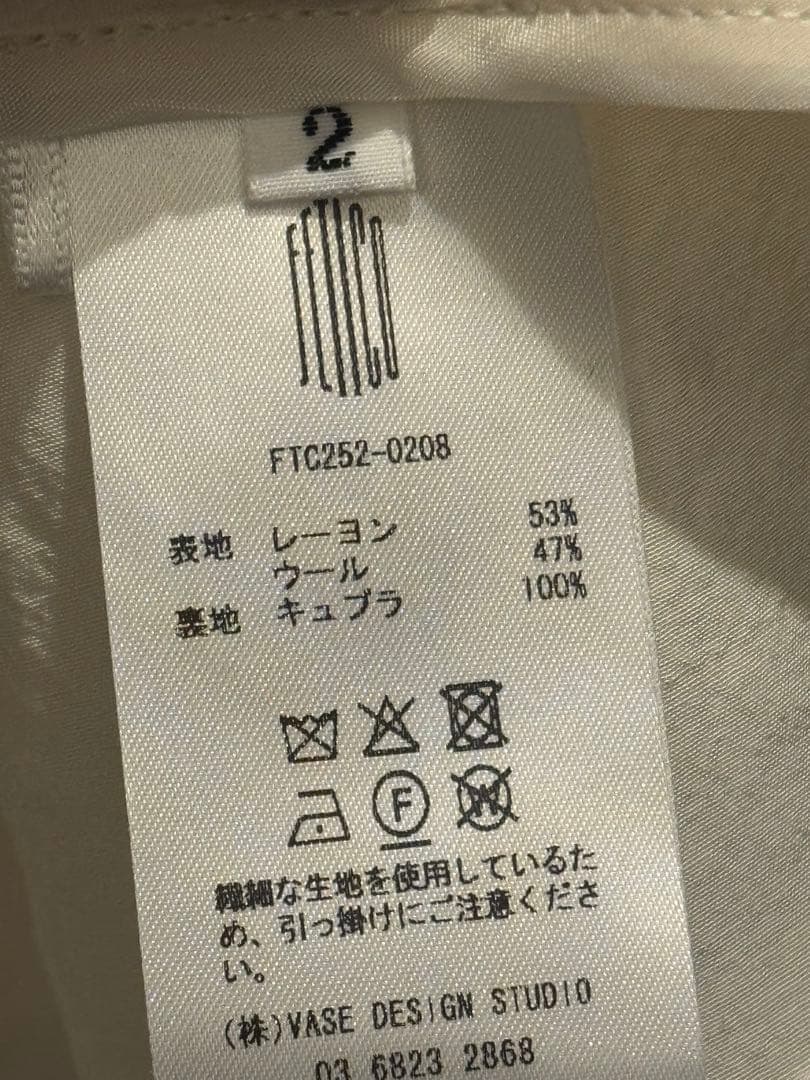 2
FETICO
FTC252-0208
表地 レーヨン 53%
ウール 47%
裏地 キュプラ 100%
F
W
繊細な生地を使用しているた
め、引っ掛けにご注意くださ
い。
(株)VASE DESIGN STUDIO
03 6823 2868